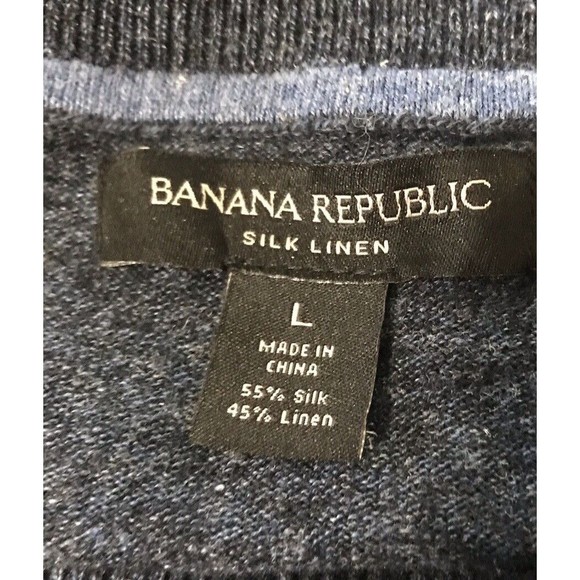 BANANA REPUBLIC
SILK LINEN
L
MADE IN
CHINA
55% Silk
45% Linen